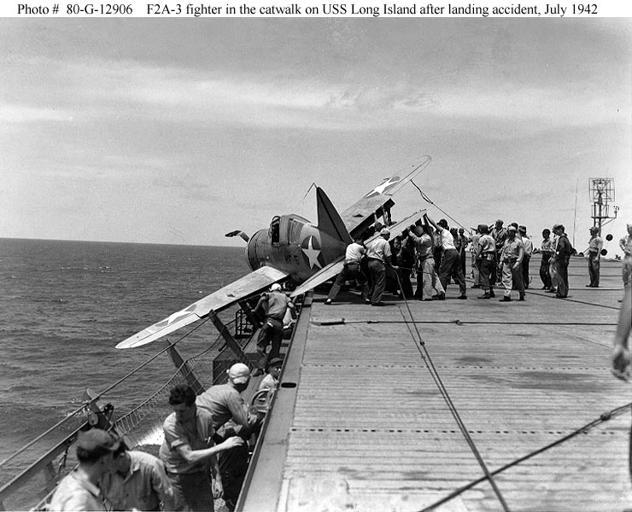 Photo # 80-G-12906 F2A-3 fighter in the catwalk on USS Long Island after landing accident, July 1942